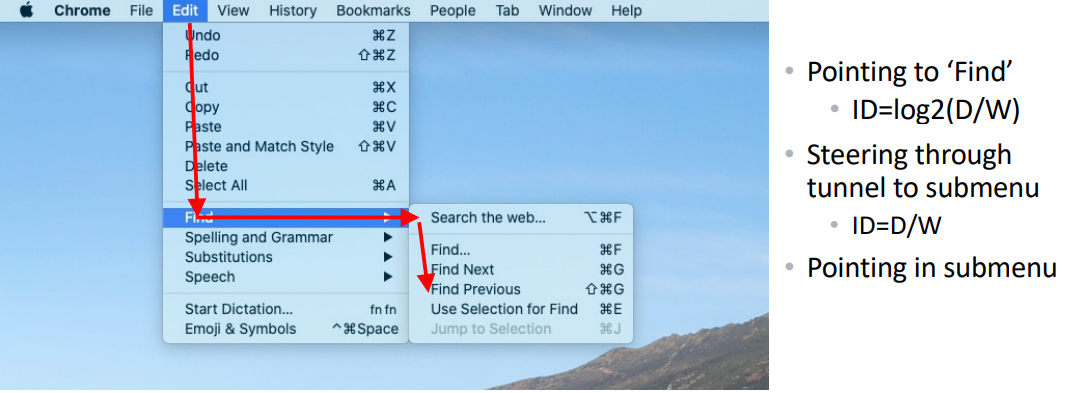 Chrome File Edit View History Bookmarks People Tab Window Help
Undo ⌘Z
Redo ⇧⌘Z
Cut ⌘X
Copy ⌘C
Paste ⌘V
Paste and Match Style ⇧⌘V
Delete
Select All ⌘A
Find
Spelling and Grammar
Substitutions
Speech
Start Dictation... fn fn
Emoji & Symbols ^⌘Space
Search the web... ⌥⌘F
Find... ⌘F
Find Next ⌘G
Find Previous ⇧⌘G
Use Selection for Find ⌘E
Jump to Selection ⌘J
• Pointing to ‘Find’
• ID=log2(D/W)
• Steering through
tunnel to submenu
• ID=D/W
• Pointing in submenu